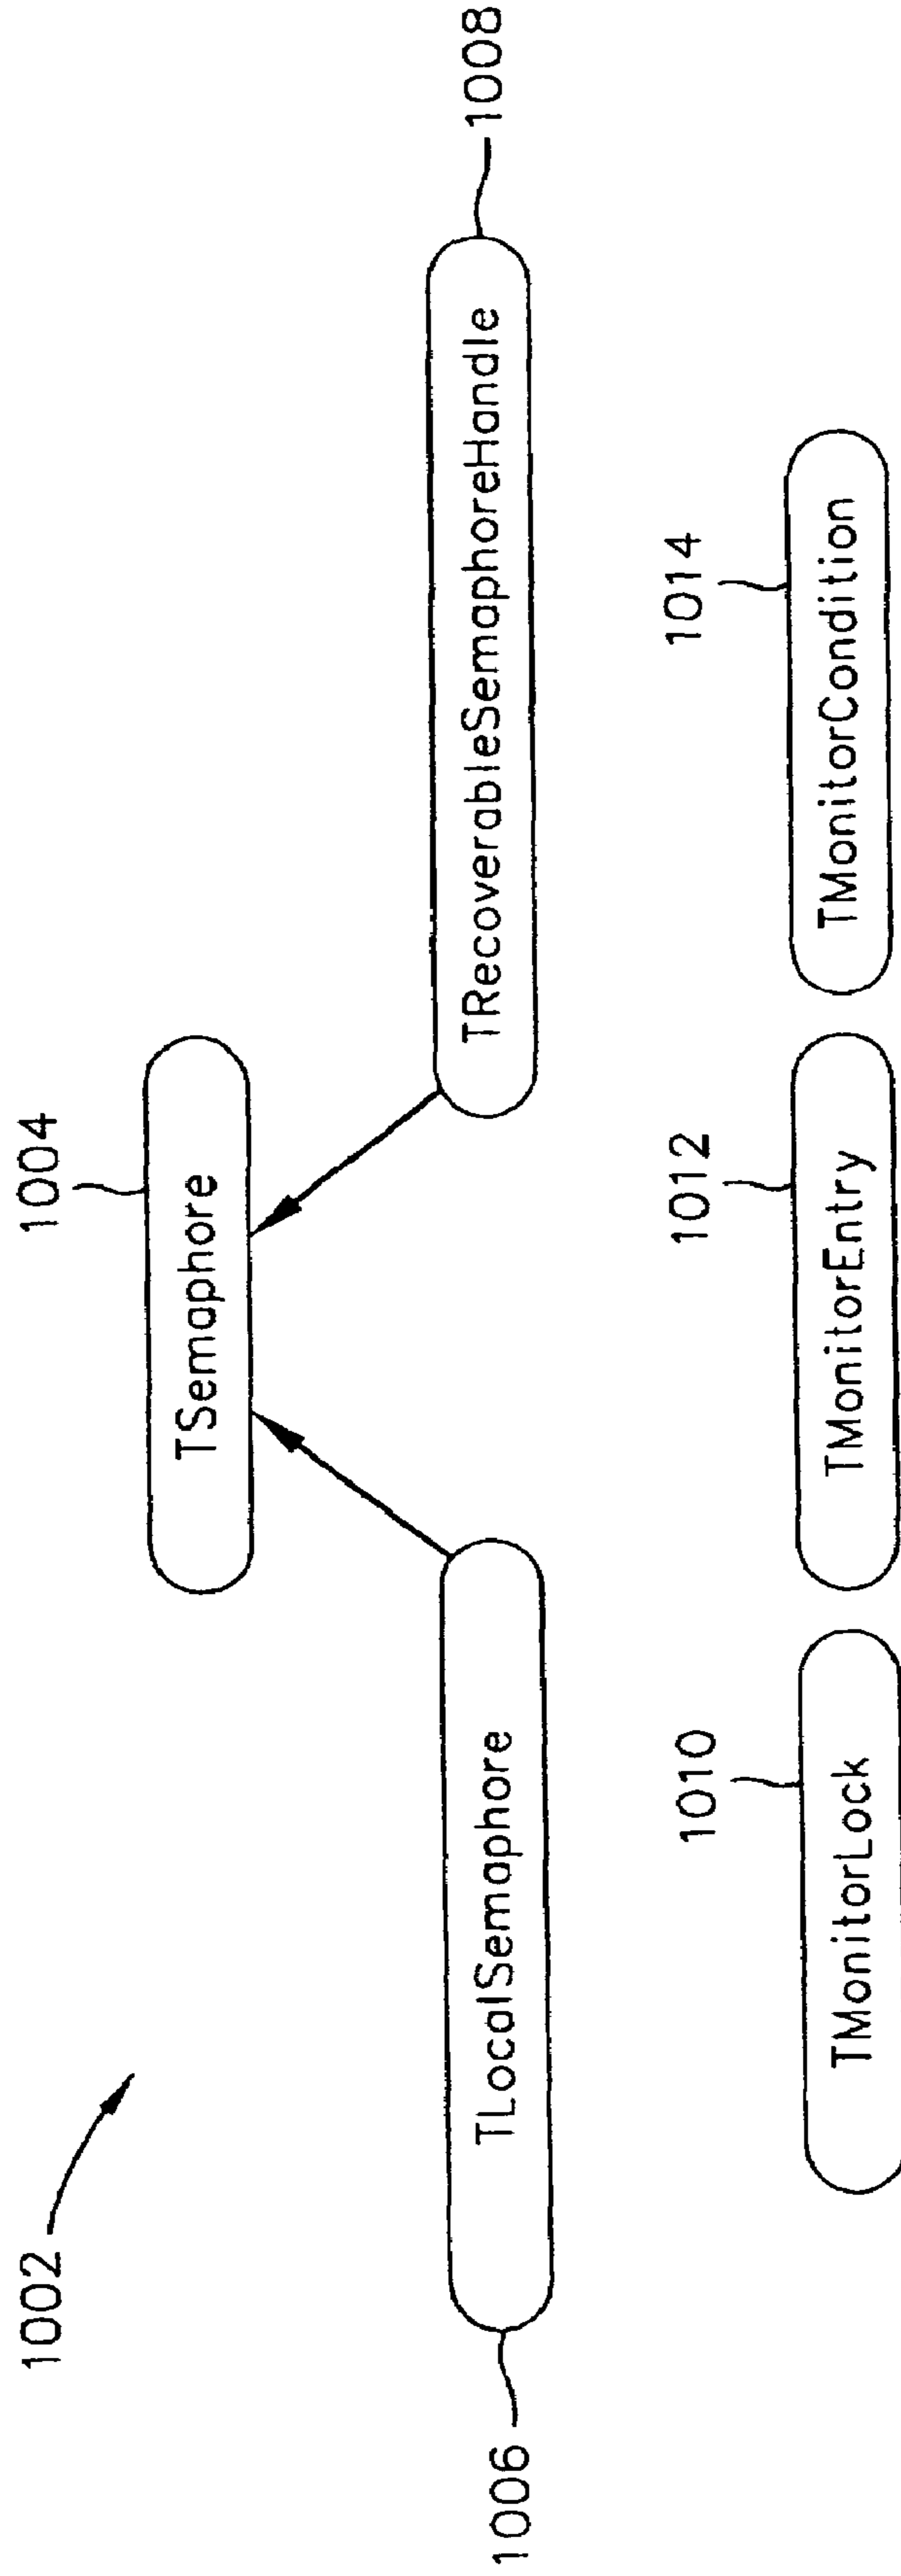 1002
1004
TSemaphore
1006
TLocalSemaphore
TRecoverableSemaphoreHandle
1008
1010
1012
1014
TMonitorLock
TMonitorEntry
TMonitorCondition